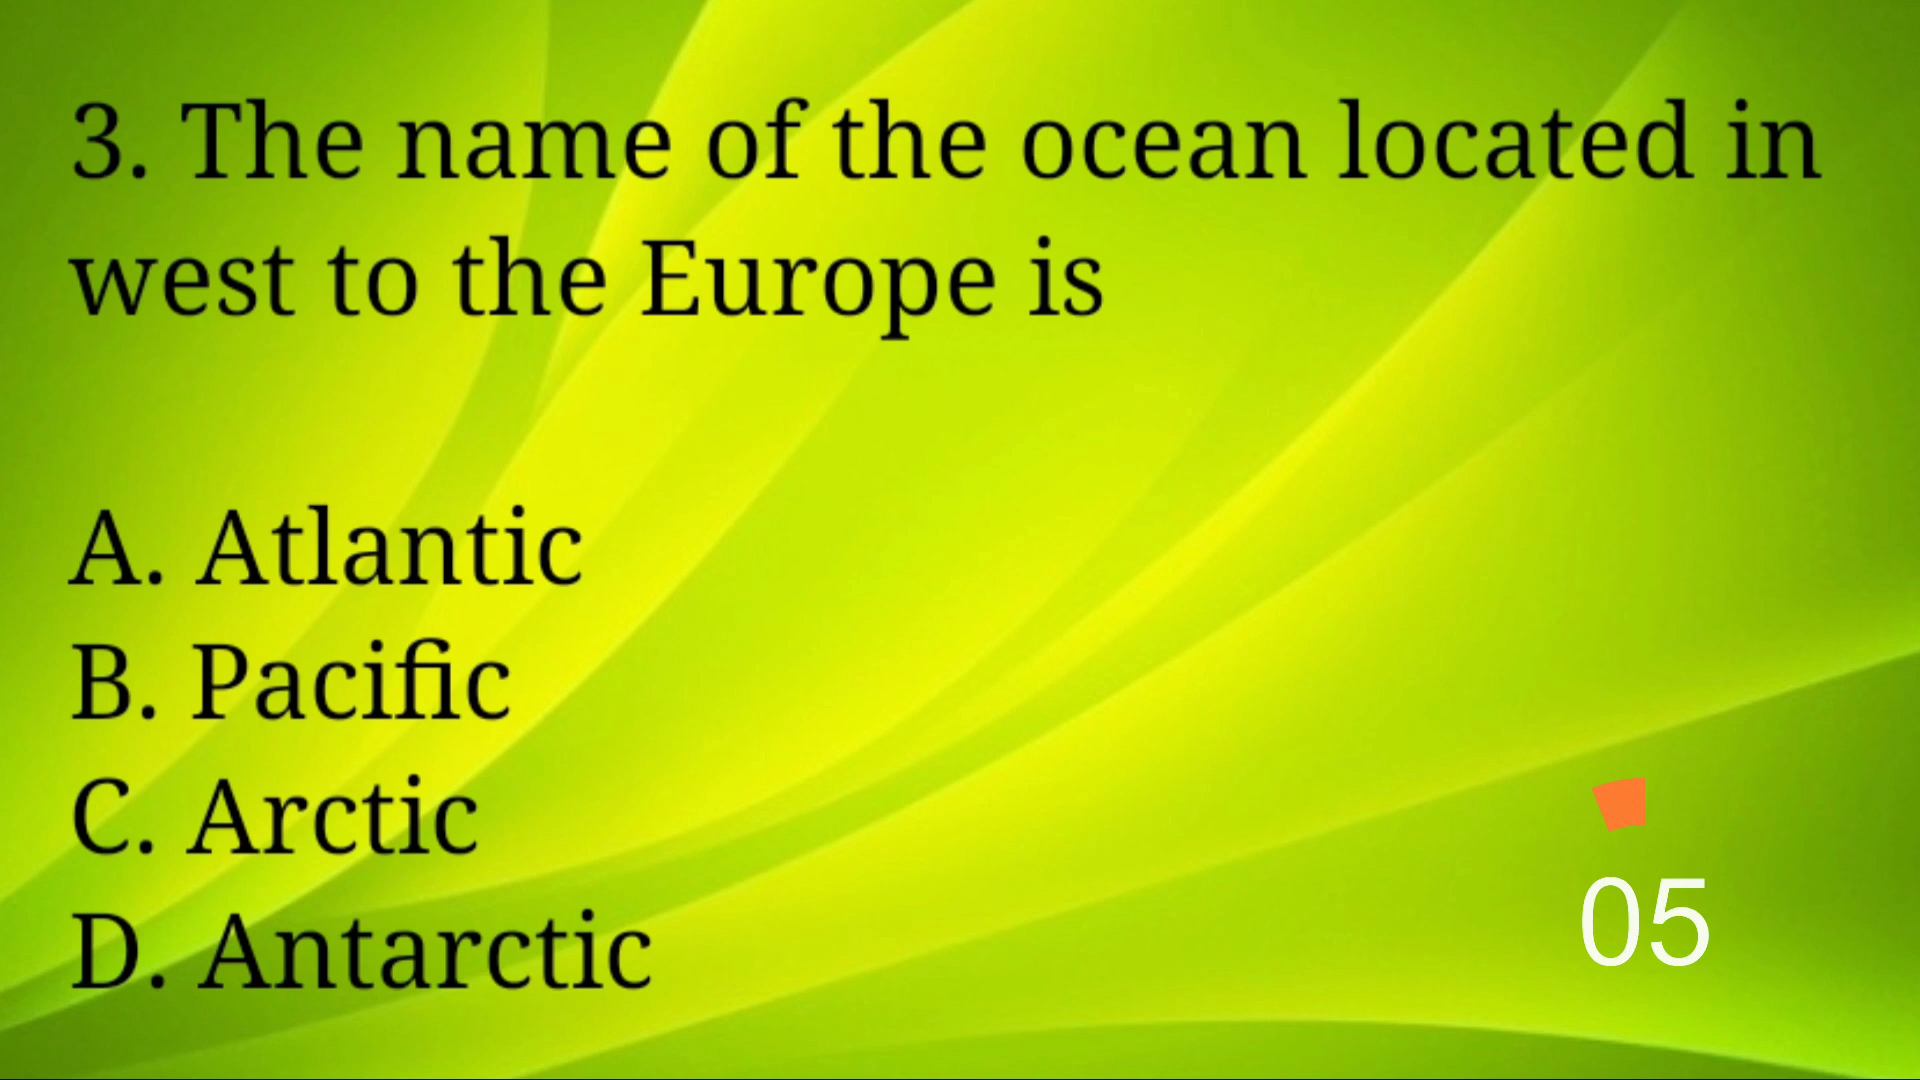 3. The name of the ocean located in
west to the Europe is
A. Atlantic
B. Pacific
C. Arctic
D. Antarctic
05